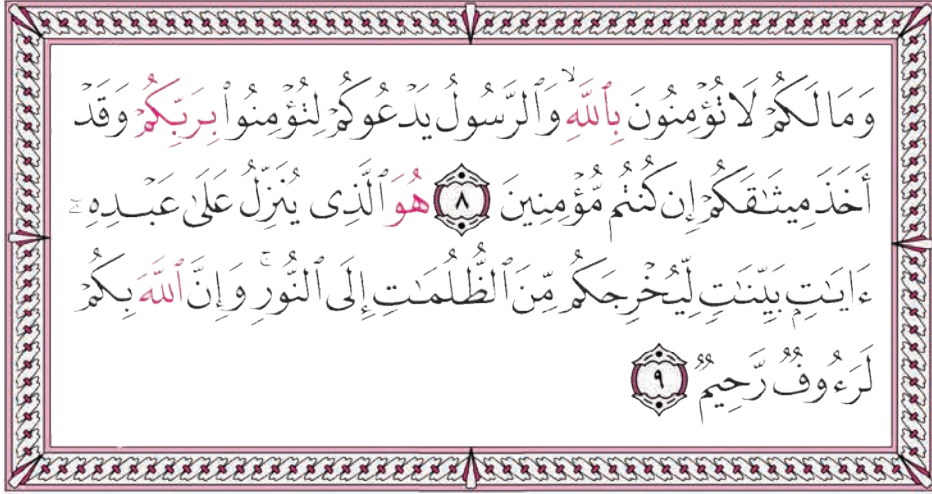 وَمَا لَكُمْ لَا تُؤْمِنُونَ بِٱللَّهِ ۙ وَٱلرَّسُولُ يَدْعُوكُمْ لِتُؤْمِنُوا۟ بِرَبِّكُمْ وَقَدْ
أَخَذَ مِيثَـٰقَكُمْ إِن كُنتُم مُّؤْمِنِينَ ٨ هُوَ ٱلَّذِى يُنَزِّلُ عَلَىٰ عَبْدِهِۦٓ
ءَايَـٰتٍۭ بَيِّنَـٰتٍ لِّيُخْرِجَكُم مِّنَ ٱلظُّلُمَـٰتِ إِلَى ٱلنُّورِ ۚ وَإِنَّ ٱللَّهَ بِكُمْ
لَرَءُوفٌ رَّحِيمٌ ٩